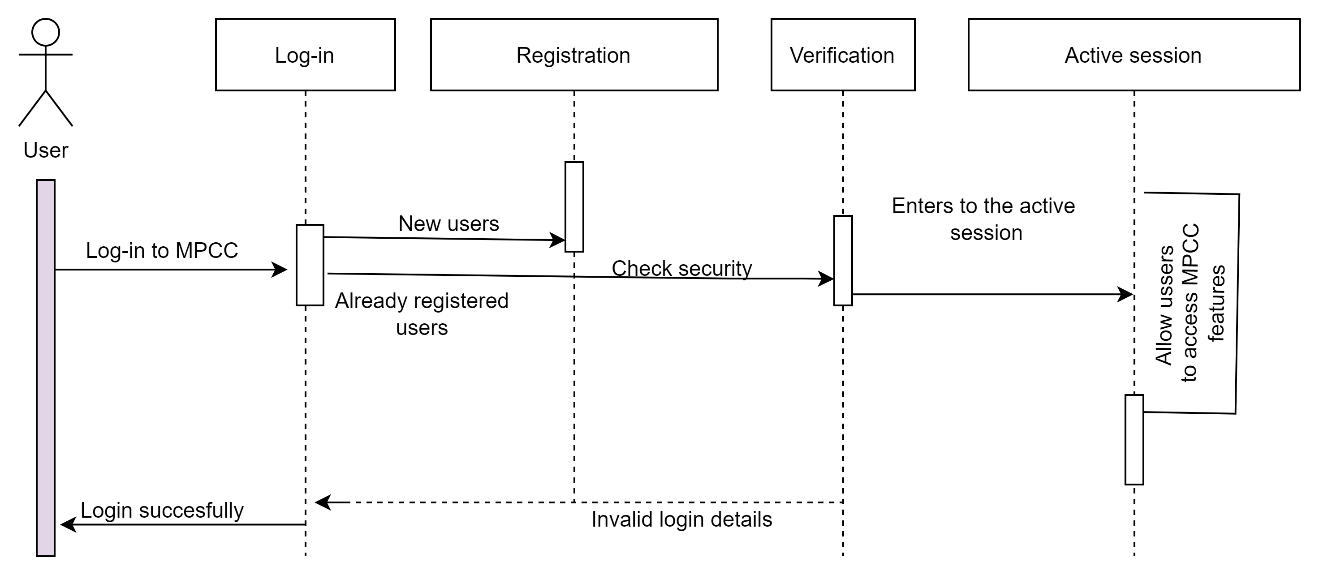 Log-in
Registration
Verification
Active session
User
Enters to the active
session
New users
Log-in to MPCC
Check security
Already registered
users
Allow ussers
to access MPCC
features
Login succesfully
Invalid login details